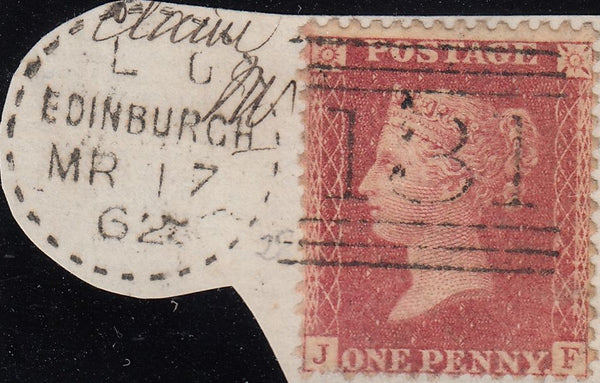 L C
EDINBURGH
MR 17
62
POSTAGE
131
J ONE PENNY F